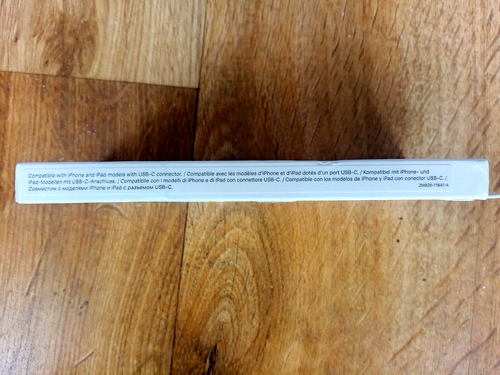 Compatible with iPhone and iPad models with USB-C connector. / Compatible avec les modèles d'iPhone et d'iPad dotés d'un port USB-C. / Kompatibel mit iPhone- und
iPad-Modellen mit USB-C-Anschluss. / Compatibile con i modelli di iPhone e di iPad con connettore USB-C. / Compatible con los modelos de iPhone y iPad con conector USB-C. /
Совместим с моделями iPhone и iPad с разъемом USB-C.